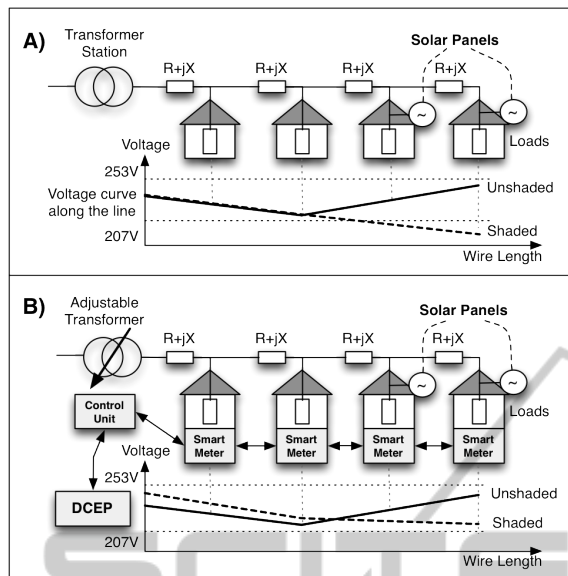 A)
Transformer
Station
Solar Panels
R+jX
R+jX
R+jX
R+jX
~
~
Loads
Voltage
253V
Voltage curve
along the line
207V
Unshaded
Shaded
Wire Length
B)
Adjustable
Transformer
Solar Panels
R+jX
R+jX
R+jX
R+jX
~
~
Loads
Control
Unit
Smart
Meter
Smart
Meter
Smart
Meter
Smart
Meter
Voltage
253V
DCEP
207V
Unshaded
Shaded
Wire Length